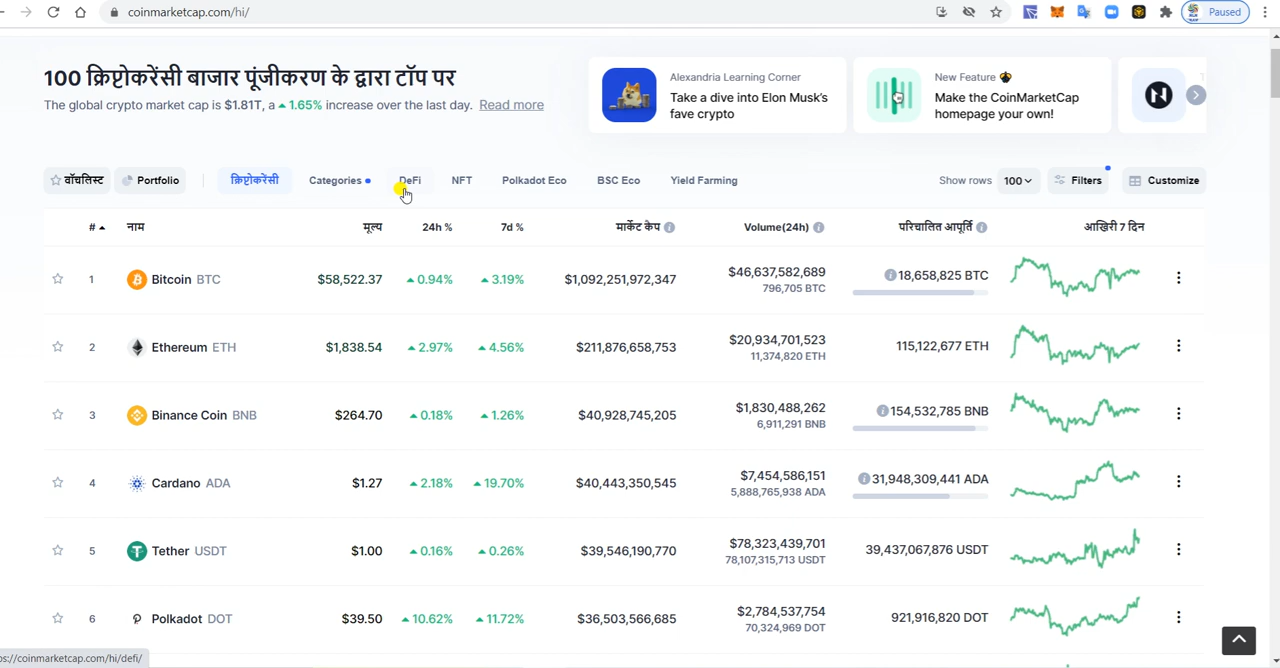 coinmarketcap.com/hi/
Paused
100 क्रिप्टोकरेंसी बाजार पूंजीकरण के द्वारा टॉप पर
The global crypto market cap is $1.81T, a 1.65% increase over the last day. Read more
Alexandria Learning Corner
Take a dive into Elon Musk's
fave crypto
New Feature
Make the CoinMarketCap
homepage your own!
वॉचलिस्ट Portfolio क्रिप्टोकरेंसी Categories DeFi NFT Polkadot Eco BSC Eco Yield Farming Show rows 100 Filters Customize
# नाम मूल्य 24h % 7d % मार्केट कैप Volume(24h) परिचालित आपूर्ति आखिरी 7 दिन
1 Bitcoin BTC $58,522.37 0.94% 3.19% $1,092,251,972,347 $46,637,582,689 18,658,825 BTC
796,705 BTC
2 Ethereum ETH $1,838.54 2.97% 4.56% $211,876,658,753 $20,934,701,523 115,122,677 ETH
11,374,820 ETH
3 Binance Coin BNB $264.70 0.18% 1.26% $40,928,745,205 $1,830,488,262 154,532,785 BNB
6,911,291 BNB
4 Cardano ADA $1.27 2.18% 19.70% $40,443,350,545 $7,454,586,151 31,948,309,441 ADA
5,888,765,938 ADA
5 Tether USDT $1.00 0.16% 0.26% $39,546,190,770 $78,323,439,701 39,437,067,876 USDT
78,107,315,713 USDT
6 Polkadot DOT $39.50 10.62% 11.72% $36,503,566,685 $2,784,537,754 921,916,820 DOT
70,324,969 DOT
ps://coinmarketcap.com/hi/defi/